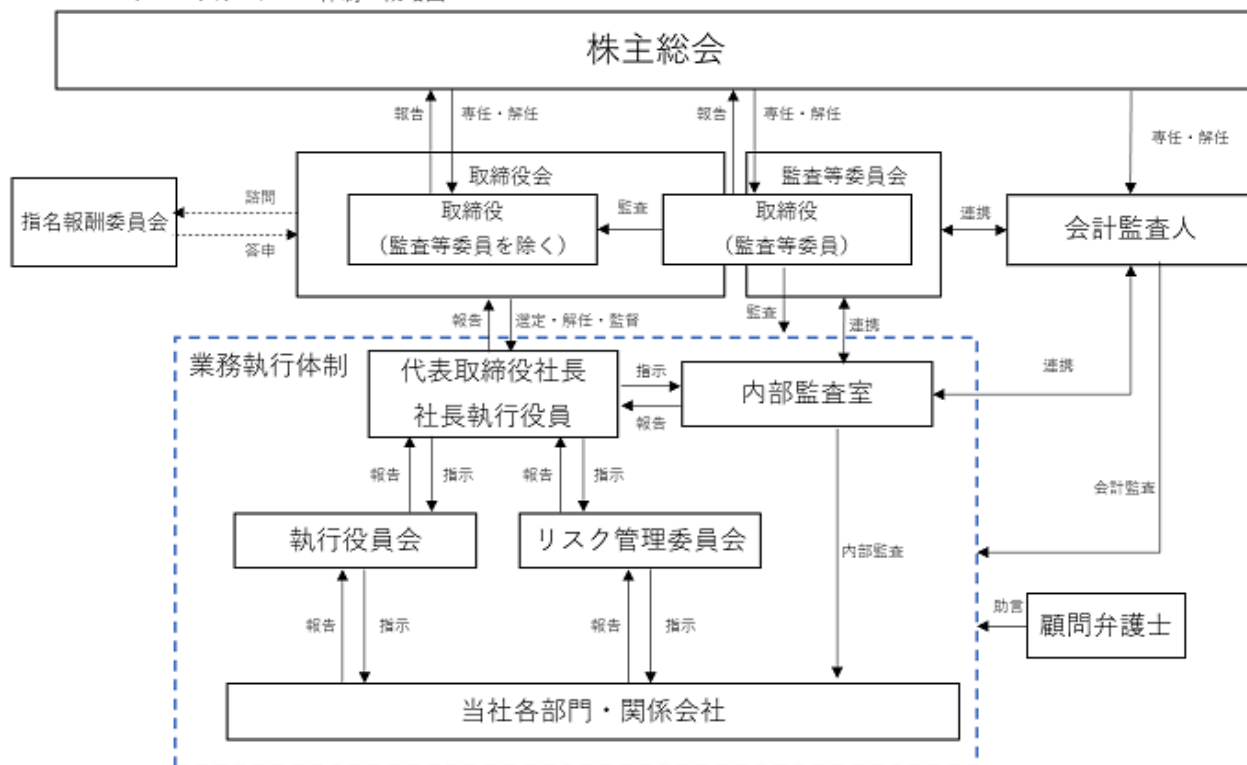 株主総会
報告
専任・解任
報告
専任・解任
専任・解任
取締役会
監査等委員会
指名報酬委員会
諮問
答申
取締役
（監査等委員を除く）
監査
取締役
（監査等委員）
連携
会計監査人
報告
選定・解任・監督
監査
連携
業務執行体制
代表取締役社長
社長執行役員
指示
報告
内部監査室
連携
報告
指示
報告
指示
会計監査
執行役員会
リスク管理委員会
内部監査
報告
指示
報告
指示
助言
顧問弁護士
当社各部門・関係会社